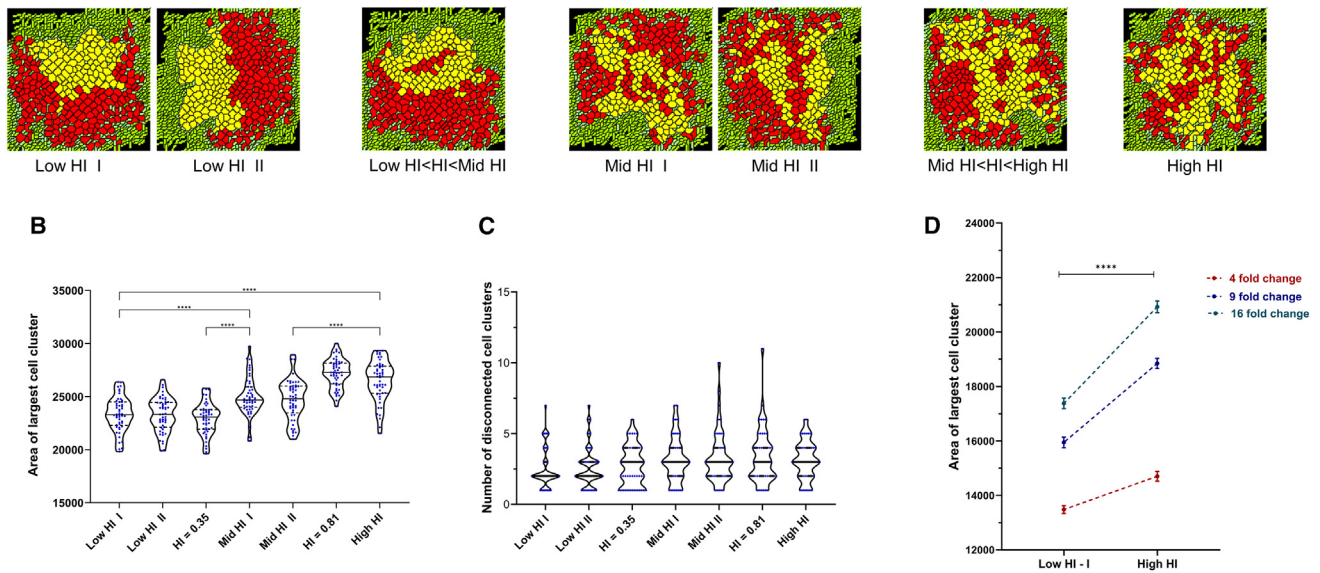 Low HI I
Low HI II
Low HI<HI<Mid HI
Mid HI I
Mid HI II
Mid HI<HI<High HI
High HI
B
Area of largest cell cluster
35000
30000
25000
20000
15000
****
****
****
****
Low HI I
Low HI II
HI = 0.35
Mid HI I
Mid HI II
HI = 0.81
High HI
C
Number of disconnected cell clusters
15
10
5
0
Low HI I
Low HI II
HI = 0.35
Mid HI I
Mid HI II
HI = 0.81
High HI
D
Area of largest cell cluster
24000
22000
20000
18000
16000
14000
12000
****
Low HI - I
High HI
4 fold change
9 fold change
16 fold change